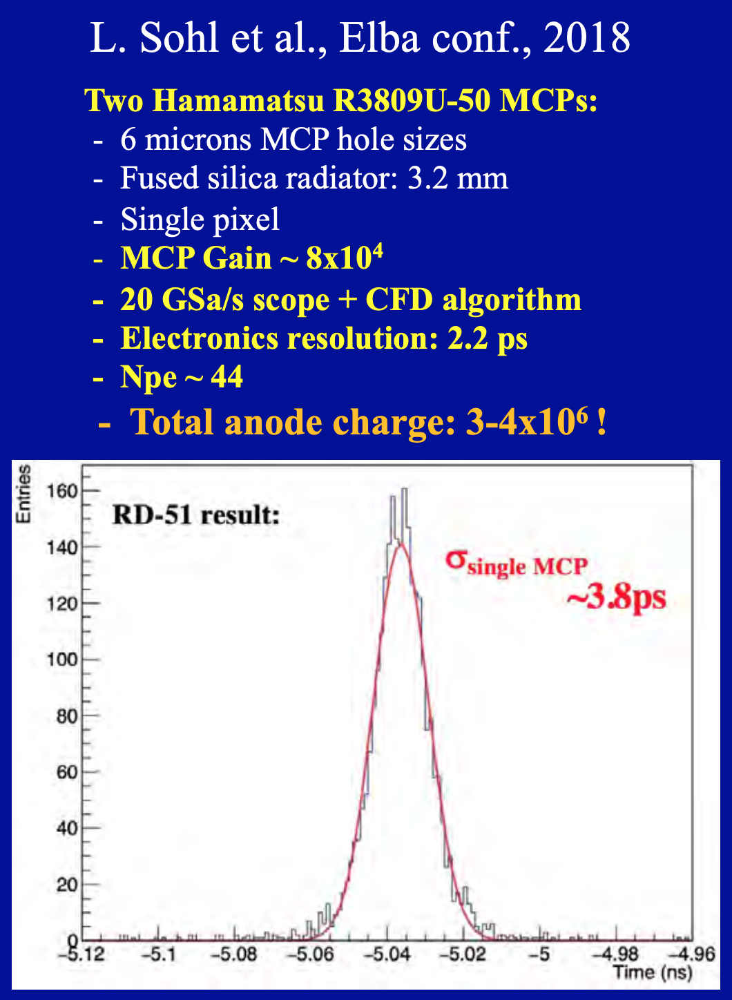 L. Sohl et al., Elba conf., 2018
Two Hamamatsu R3809U-50 MCPs:
- 6 microns MCP hole sizes
- Fused silica radiator: 3.2 mm
- Single pixel
- MCP Gain ~ 8x10⁴
- 20 GSa/s scope + CFD algorithm
- Electronics resolution: 2.2 ps
- Npe ~ 44
- Total anode charge: 3-4x10⁶ !
Entries
RD-51 result:
σsingle MCP
~3.8ps
160
140
120
100
80
60
40
20
0
−5.12 −5.1 −5.08 −5.06 −5.04 −5.02 −5 −4.98 −4.96
Time (ns)